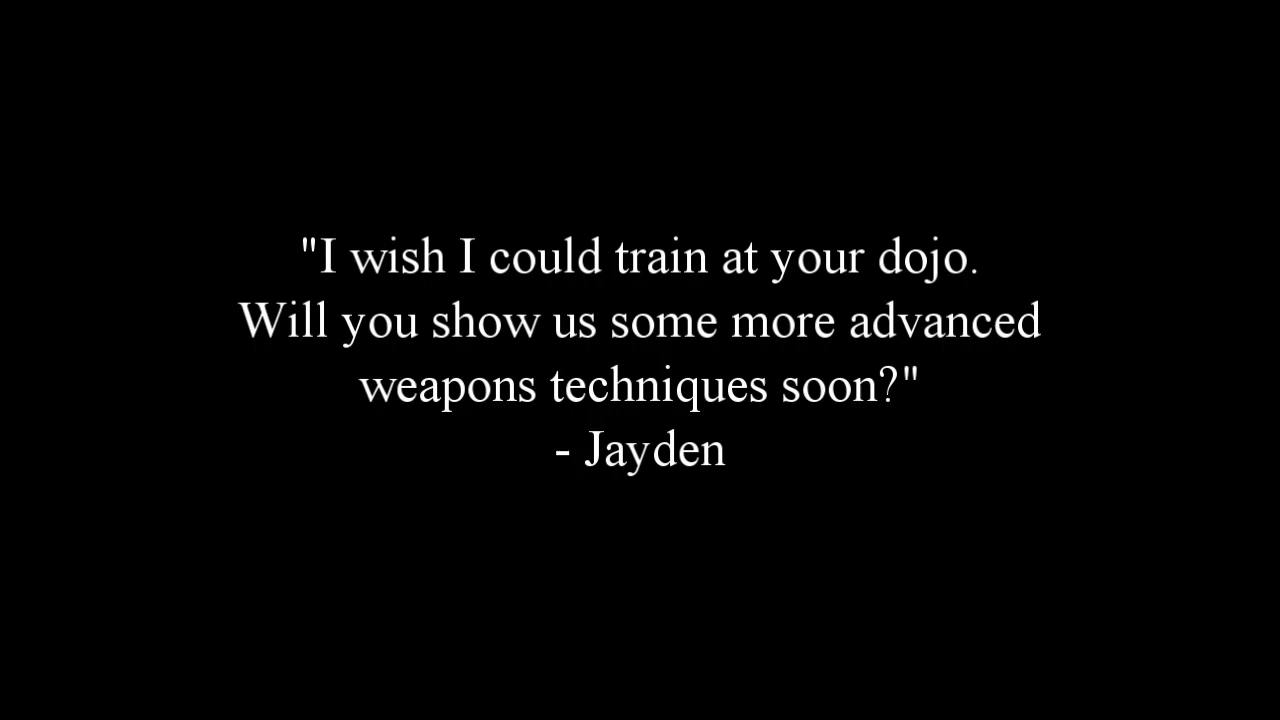 "I wish I could train at your dojo.
Will you show us some more advanced
weapons techniques soon?"
- Jayden